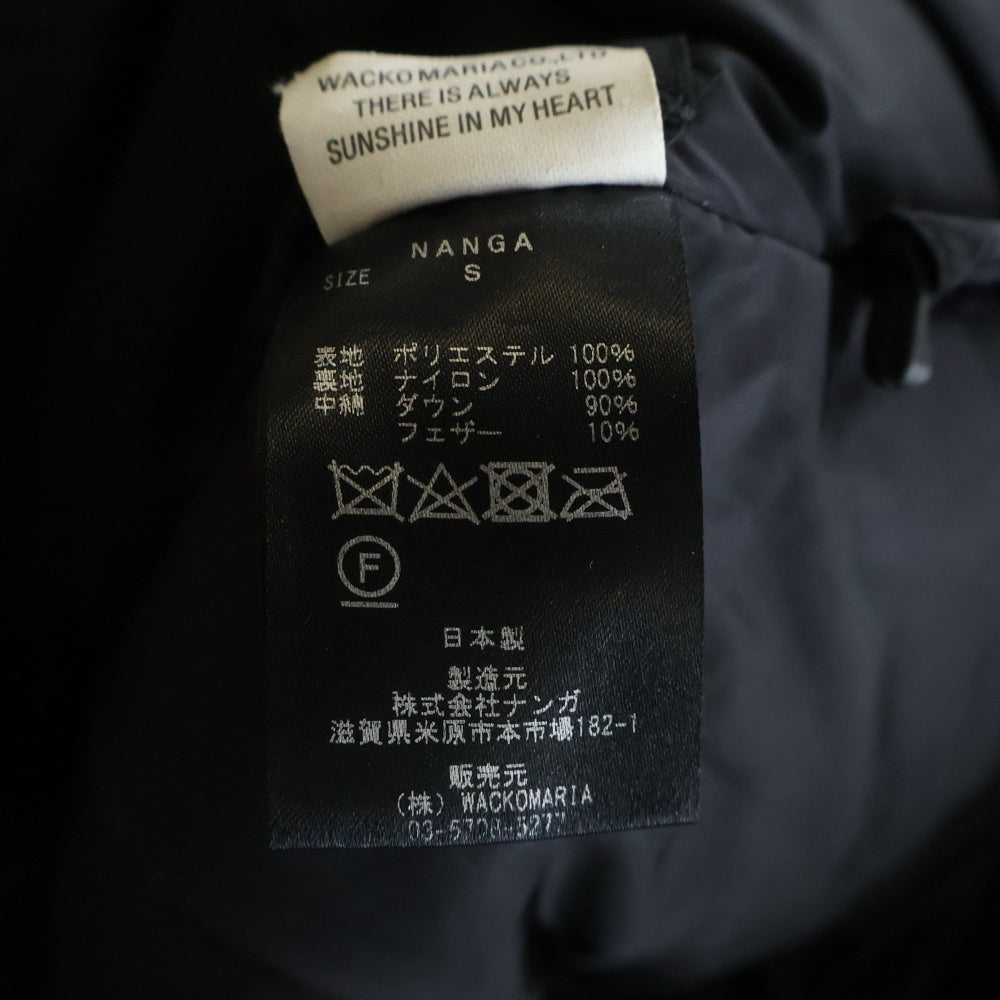 WACKO MARIA CO.,LTD
THERE IS ALWAYS
SUNSHINE IN MY HEART
NANGA
SIZE S
表地 ポリエステル 100%
裏地 ナイロン 100%
中綿 ダウン 90%
フェザー 10%
F
日本製
製造元
株式会社ナンガ
滋賀県米原市本市場182-1
販売元
(株) WACKOMARIA
03-5708-5277